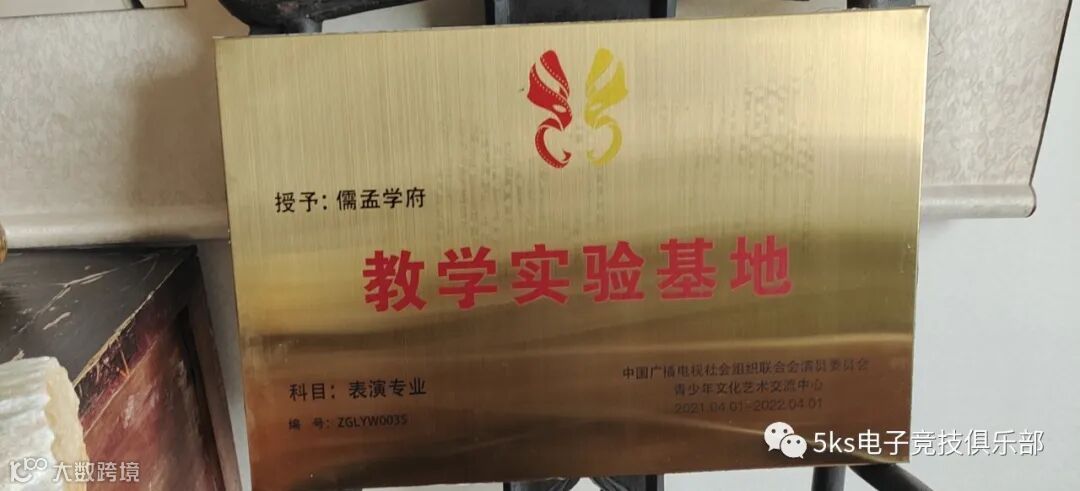 授予：儒孟学府
教学实验基地
科目：表演专业
编 号：ZGLYW0035
中国广播电视社会组织联合会演员委员会
青少年文化艺术交流中心
2021.04.01~2022.04.01
5ks电子竞技俱乐部
大数跨境